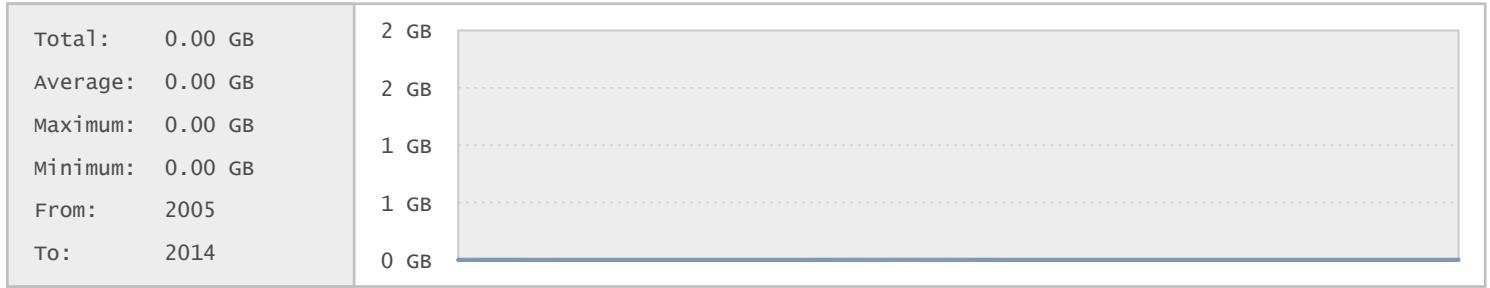 Total: 0.00 GB
Average: 0.00 GB
Maximum: 0.00 GB
Minimum: 0.00 GB
From: 2005
To: 2014
2 GB
2 GB
1 GB
1 GB
0 GB